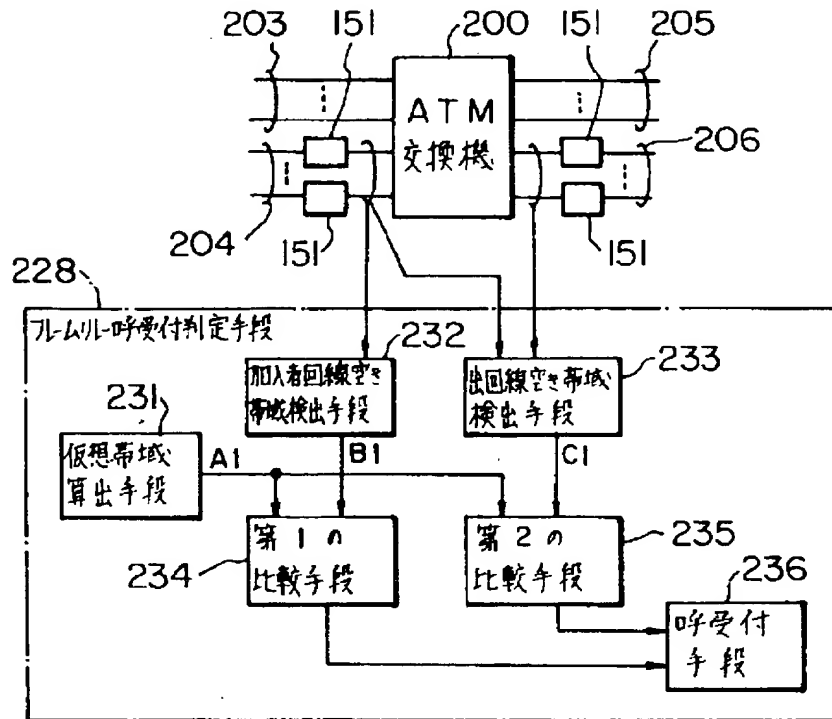 203
151
200
151
205
ATM
交換機
206
204
151
151
228
フレームリレー呼受付判定手段
232
233
加入者回線空き
帯域検出手段
出回線空き帯域
検出手段
231
仮想帯域
算出手段
A1
B1
C1
第1の
比較手段
234
第2の
比較手段
235
236
呼受付
手段